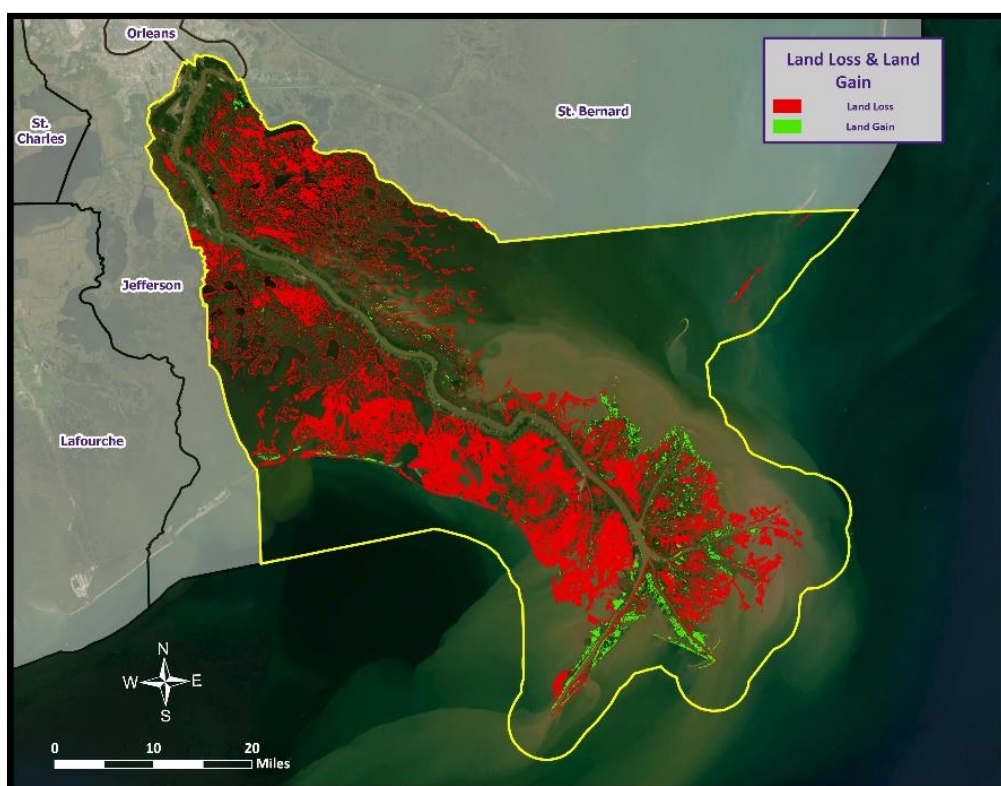 Orleans
Land Loss & Land
Gain
Land Loss
Land Gain
St. Bernard
St.
Charles
Jefferson
Lafourche
N
W E
S
0 10 20
Miles